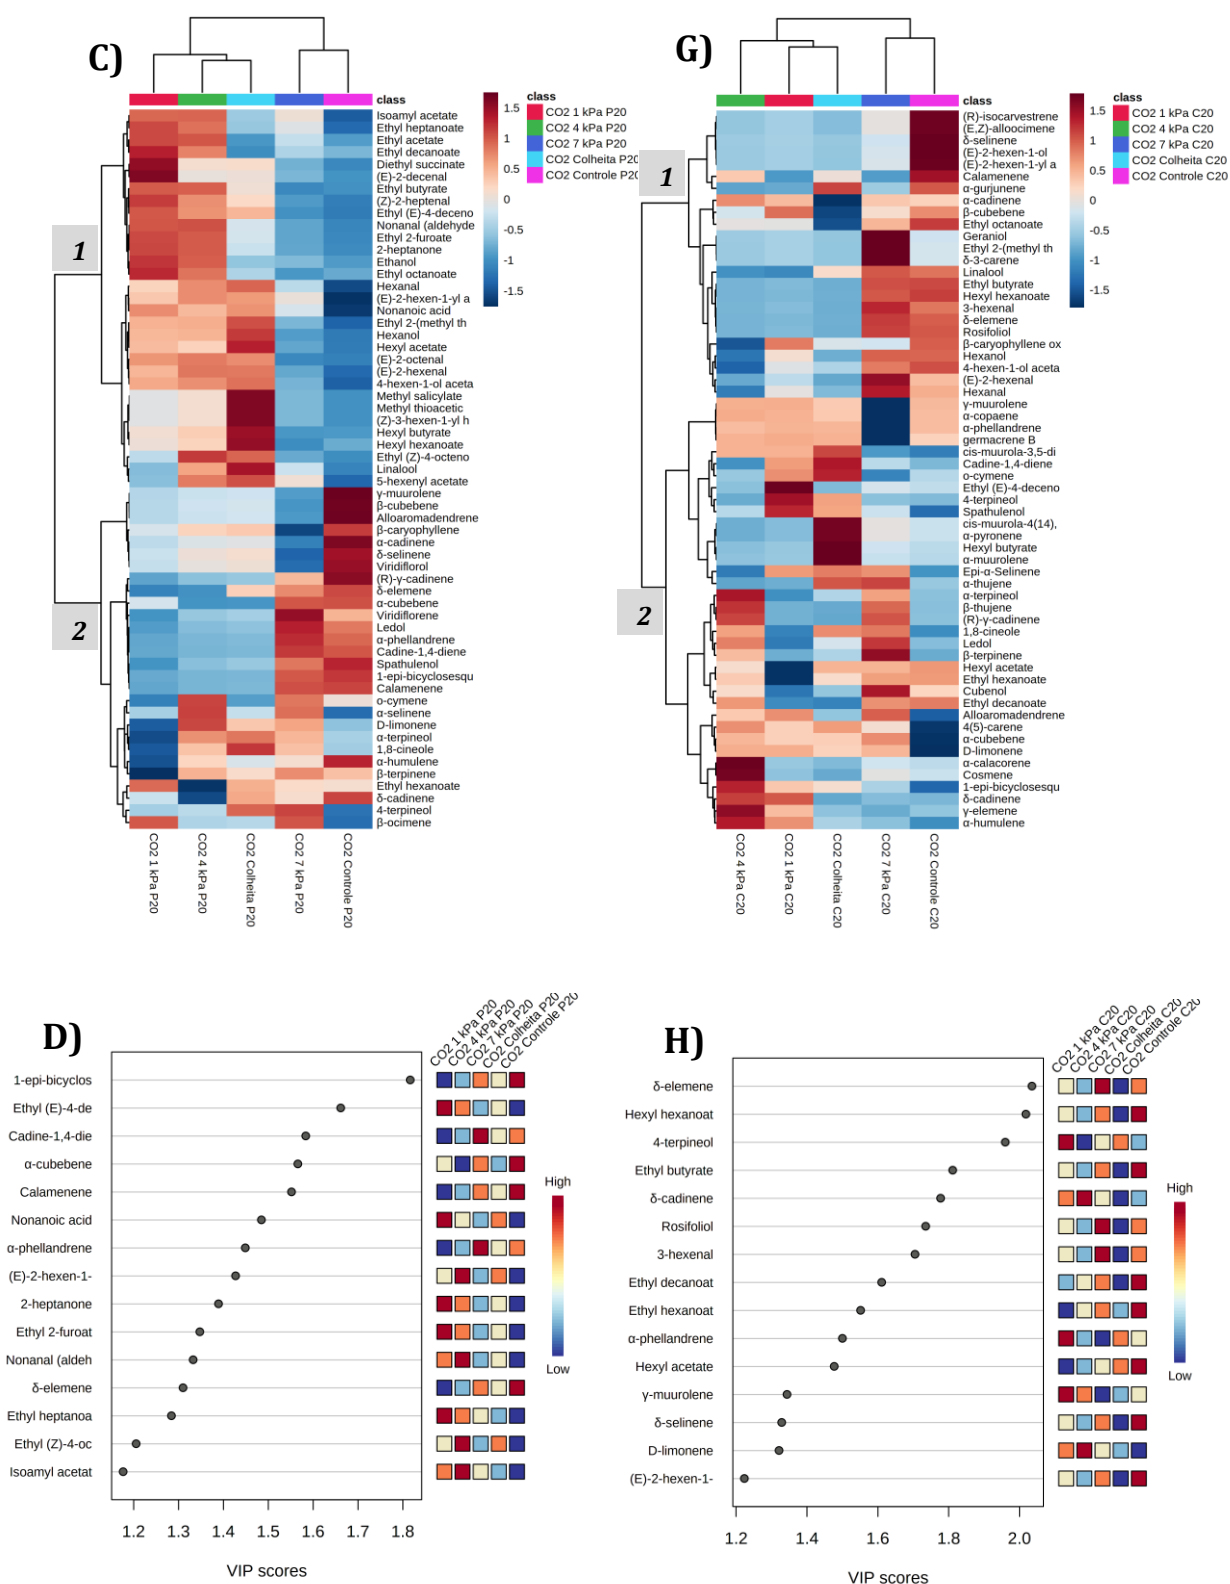 C)
class
CO2 1 kPa P20
CO2 4 kPa P20
CO2 7 kPa P20
CO2 Colheita P20
CO2 Controle P20
1.5
1
0.5
0
-0.5
-1
-1.5
1
2
Isoamyl acetate
Ethyl heptanoate
Ethyl acetate
Ethyl decanoate
Diethyl succinate
(E)-2-decenal
Ethyl butyrate
(Z)-2-heptenal
Ethyl (E)-4-deceno
Nonanal (aldehyde
Ethyl 2-furoate
2-heptanone
Ethanol
Ethyl octanoate
Hexanal
(E)-2-hexen-1-yl a
Nonanoic acid
Ethyl 2-(methyl th
Hexanol
Hexyl acetate
(E)-2-octenal
(E)-2-hexenal
4-hexen-1-ol aceta
Methyl salicylate
Methyl thioacetic
(Z)-3-hexen-1-yl h
Hexyl butyrate
Hexyl hexanoate
Ethyl (Z)-4-octeno
Linalool
5-hexenyl acetate
γ-muurolene
β-cubebene
Alloaromadendrene
β-caryophyllene
α-cadinene
δ-selinene
Viridiflorol
(R)-γ-cadinene
δ-elemene
α-cubebene
Viridiflorene
Ledol
α-phellandrene
Cadine-1,4-diene
Spathulenol
1-epi-bicyclosesqu
Calamenene
o-cymene
α-selinene
D-limonene
α-terpineol
1,8-cineole
α-humulene
β-terpinene
Ethyl hexanoate
δ-cadinene
4-terpineol
β-ocimene
CO2 1 kPa P20
CO2 4 kPa P20
CO2 Colheita P20
CO2 7 kPa P20
CO2 Controle P20
G)
class
CO2 1 kPa C20
CO2 4 kPa C20
CO2 7 kPa C20
CO2 Colheita C20
CO2 Controle C20
1.5
1
0.5
0
-0.5
-1
-1.5
1
2
(R)-isocarvestrene
(E,Z)-alloocimene
δ-selinene
(E)-2-hexen-1-ol
(E)-2-hexen-1-yl a
Calamenene
α-gurjunene
α-cadinene
β-cubebene
Ethyl octanoate
Geraniol
Ethyl 2-(methyl th
δ-3-carene
Linalool
Ethyl butyrate
Hexyl hexanoate
3-hexenal
δ-elemene
Rosifoliol
β-caryophyllene ox
Hexanol
4-hexen-1-ol aceta
(E)-2-hexenal
Hexanal
γ-muurolene
α-copaene
α-phellandrene
germacrene B
cis-muurola-3,5-di
Cadine-1,4-diene
o-cymene
Ethyl (E)-4-deceno
4-terpineol
Spathulenol
cis-muurola-4(14),
α-pyronene
Hexyl butyrate
α-muurolene
Epi-α-Selinene
α-thujene
α-terpineol
β-thujene
(R)-γ-cadinene
1,8-cineole
Ledol
β-terpinene
Hexyl acetate
Ethyl hexanoate
Cubenol
Ethyl decanoate
Alloaromadendrene
4(5)-carene
α-cubebene
D-limonene
α-calacorene
Cosmene
1-epi-bicyclosesqu
δ-cadinene
γ-elemene
α-humulene
CO2 4 kPa C20
CO2 1 kPa C20
CO2 Colheita C20
CO2 7 kPa C20
CO2 Controle C20
D)
CO2 1 kPa P20
CO2 4 kPa P20
CO2 7 kPa P20
CO2 Colheita P20
CO2 Controle P20
1-epi-bicyclos
Ethyl (E)-4-de
Cadine-1,4-die
α-cubebene
Calamenene
Nonanoic acid
α-phellandrene
(E)-2-hexen-1-
2-heptanone
Ethyl 2-furoat
Nonanal (aldeh
δ-elemene
Ethyl heptanoa
Ethyl (Z)-4-oc
Isoamyl acetat
High
Low
1.2 1.3 1.4 1.5 1.6 1.7 1.8
VIP scores
H)
CO2 1 kPa C20
CO2 4 kPa C20
CO2 7 kPa C20
CO2 Colheita C20
CO2 Controle C20
δ-elemene
Hexyl hexanoat
4-terpineol
Ethyl butyrate
δ-cadinene
Rosifoliol
3-hexenal
Ethyl decanoat
Ethyl hexanoat
α-phellandrene
Hexyl acetate
γ-muurolene
δ-selinene
D-limonene
(E)-2-hexen-1-
High
Low
1.2 1.4 1.6 1.8 2.0
VIP scores